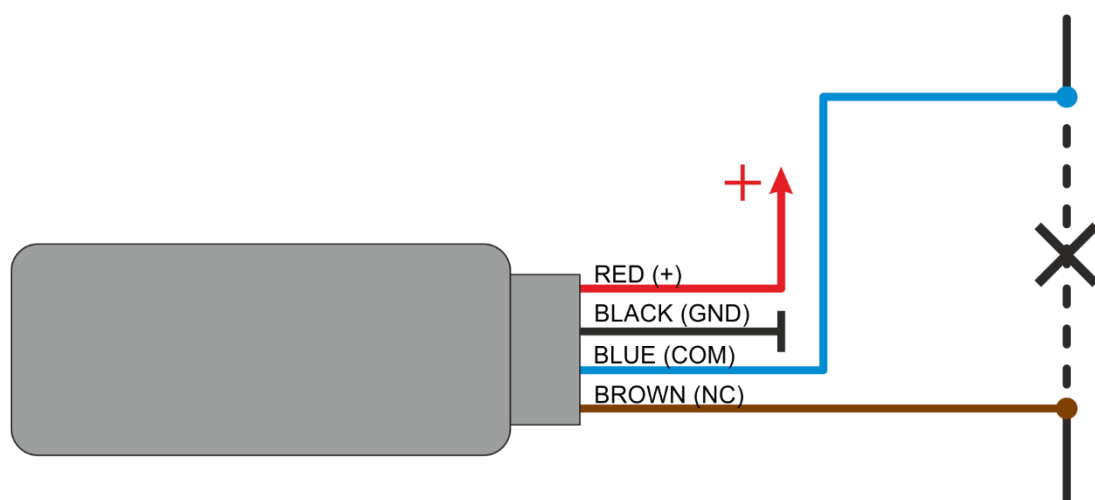 +
RED (+)
BLACK (GND)
BLUE (COM)
BROWN (NC)